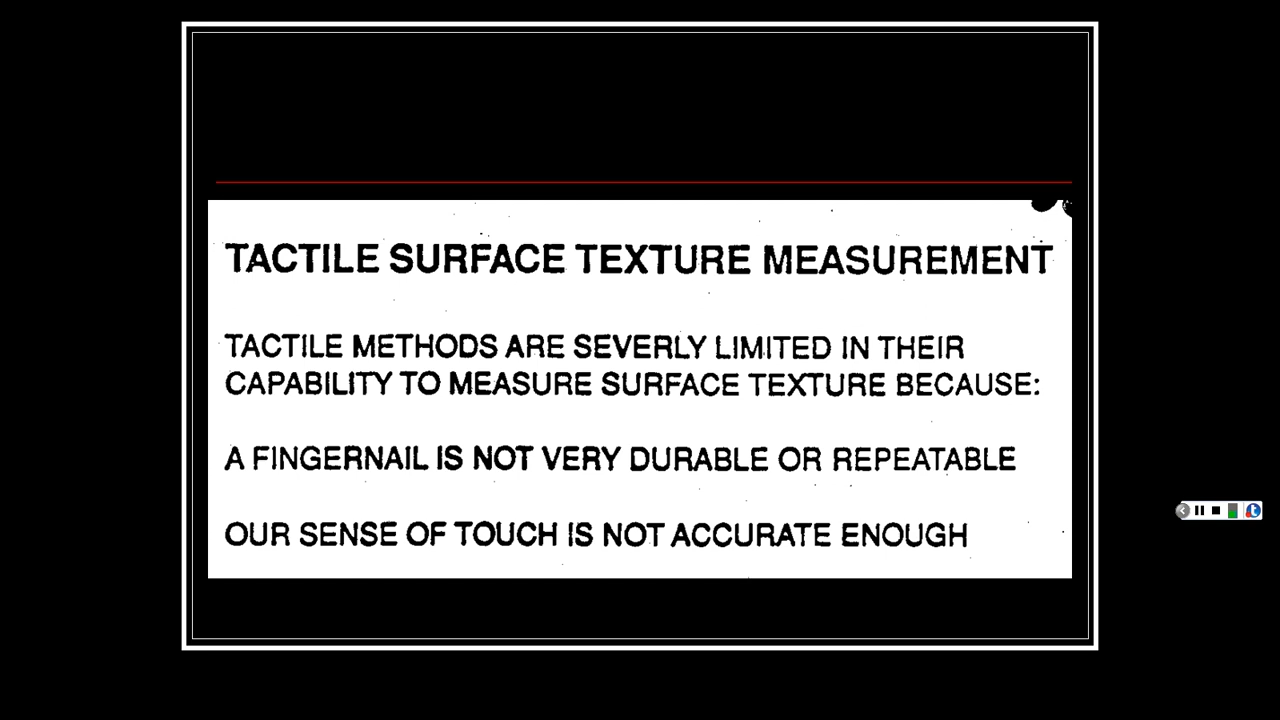 TACTILE SURFACE TEXTURE MEASUREMENT
TACTILE METHODS ARE SEVERLY LIMITED IN THEIR
CAPABILITY TO MEASURE SURFACE TEXTURE BECAUSE:
A FINGERNAIL IS NOT VERY DURABLE OR REPEATABLE
OUR SENSE OF TOUCH IS NOT ACCURATE ENOUGH